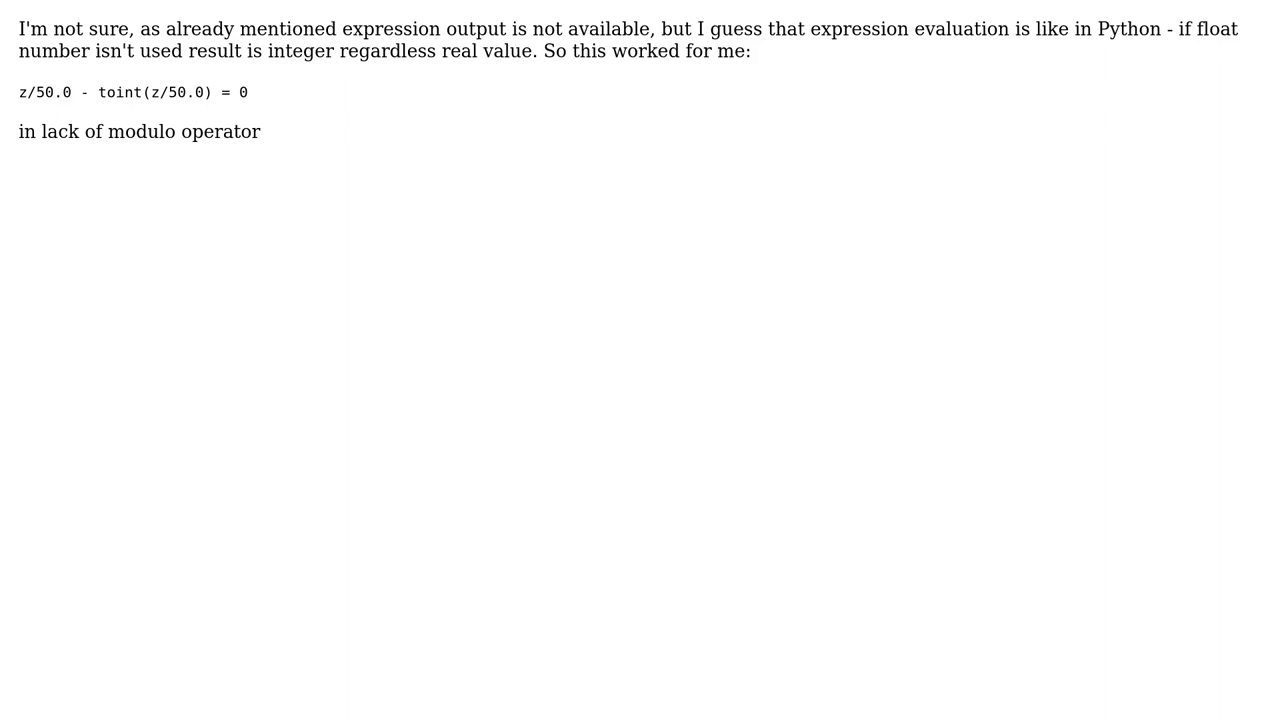 I'm not sure, as already mentioned expression output is not available, but I guess that expression evaluation is like in Python - if float
number isn't used result is integer regardless real value. So this worked for me:
z/50.0 - toint(z/50.0) = 0
in lack of modulo operator